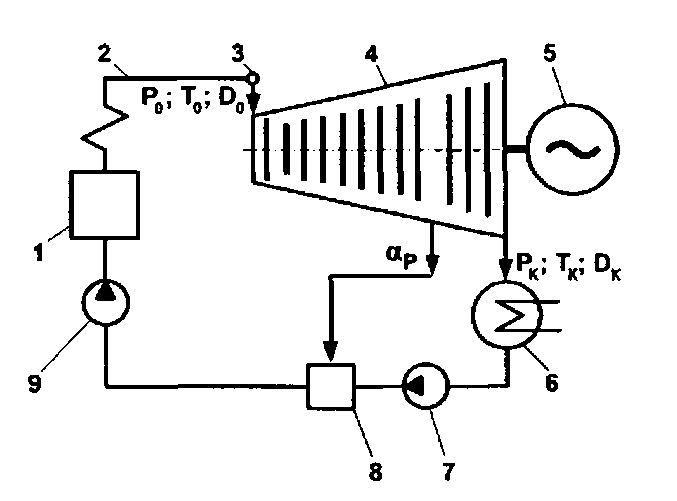 2 3 4 5
P₀; T₀; D₀
1
αₚ
Pₖ; Tₖ; Dₖ
9
6
8 7